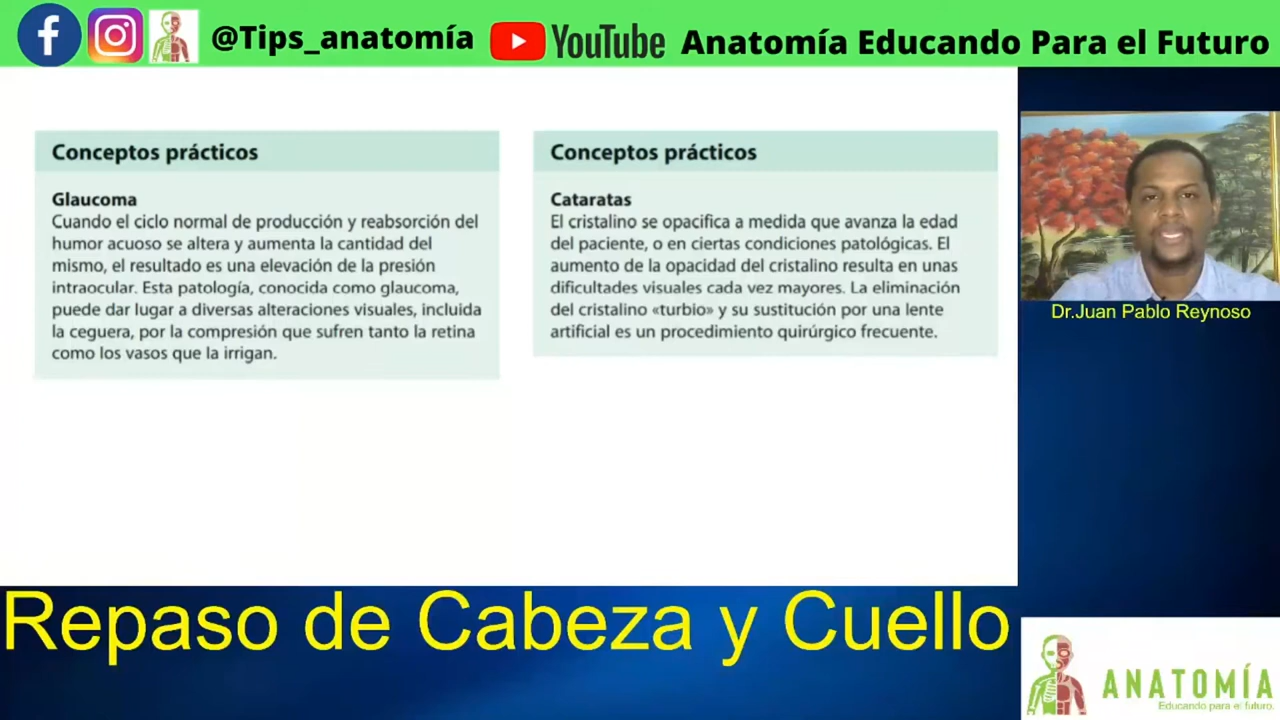 @Tips_anatomía
YouTube
Anatomía Educando Para el Futuro
Conceptos prácticos
Glaucoma
Cuando el ciclo normal de producción y reabsorción del
humor acuoso se altera y aumenta la cantidad del
mismo, el resultado es una elevación de la presión
intraocular. Esta patología, conocida como glaucoma,
puede dar lugar a diversas alteraciones visuales, incluida
la ceguera, por la compresión que sufren tanto la retina
como los vasos que la irrigan.
Conceptos prácticos
Cataratas
El cristalino se opacifica a medida que avanza la edad
del paciente, o en ciertas condiciones patológicas. El
aumento de la opacidad del cristalino resulta en unas
dificultades visuales cada vez mayores. La eliminación
del cristalino «turbio» y su sustitución por una lente
artificial es un procedimiento quirúrgico frecuente.
Dr.Juan Pablo Reynoso
Repaso de Cabeza y Cuello
ANATOMÍA
Educando para el futuro.